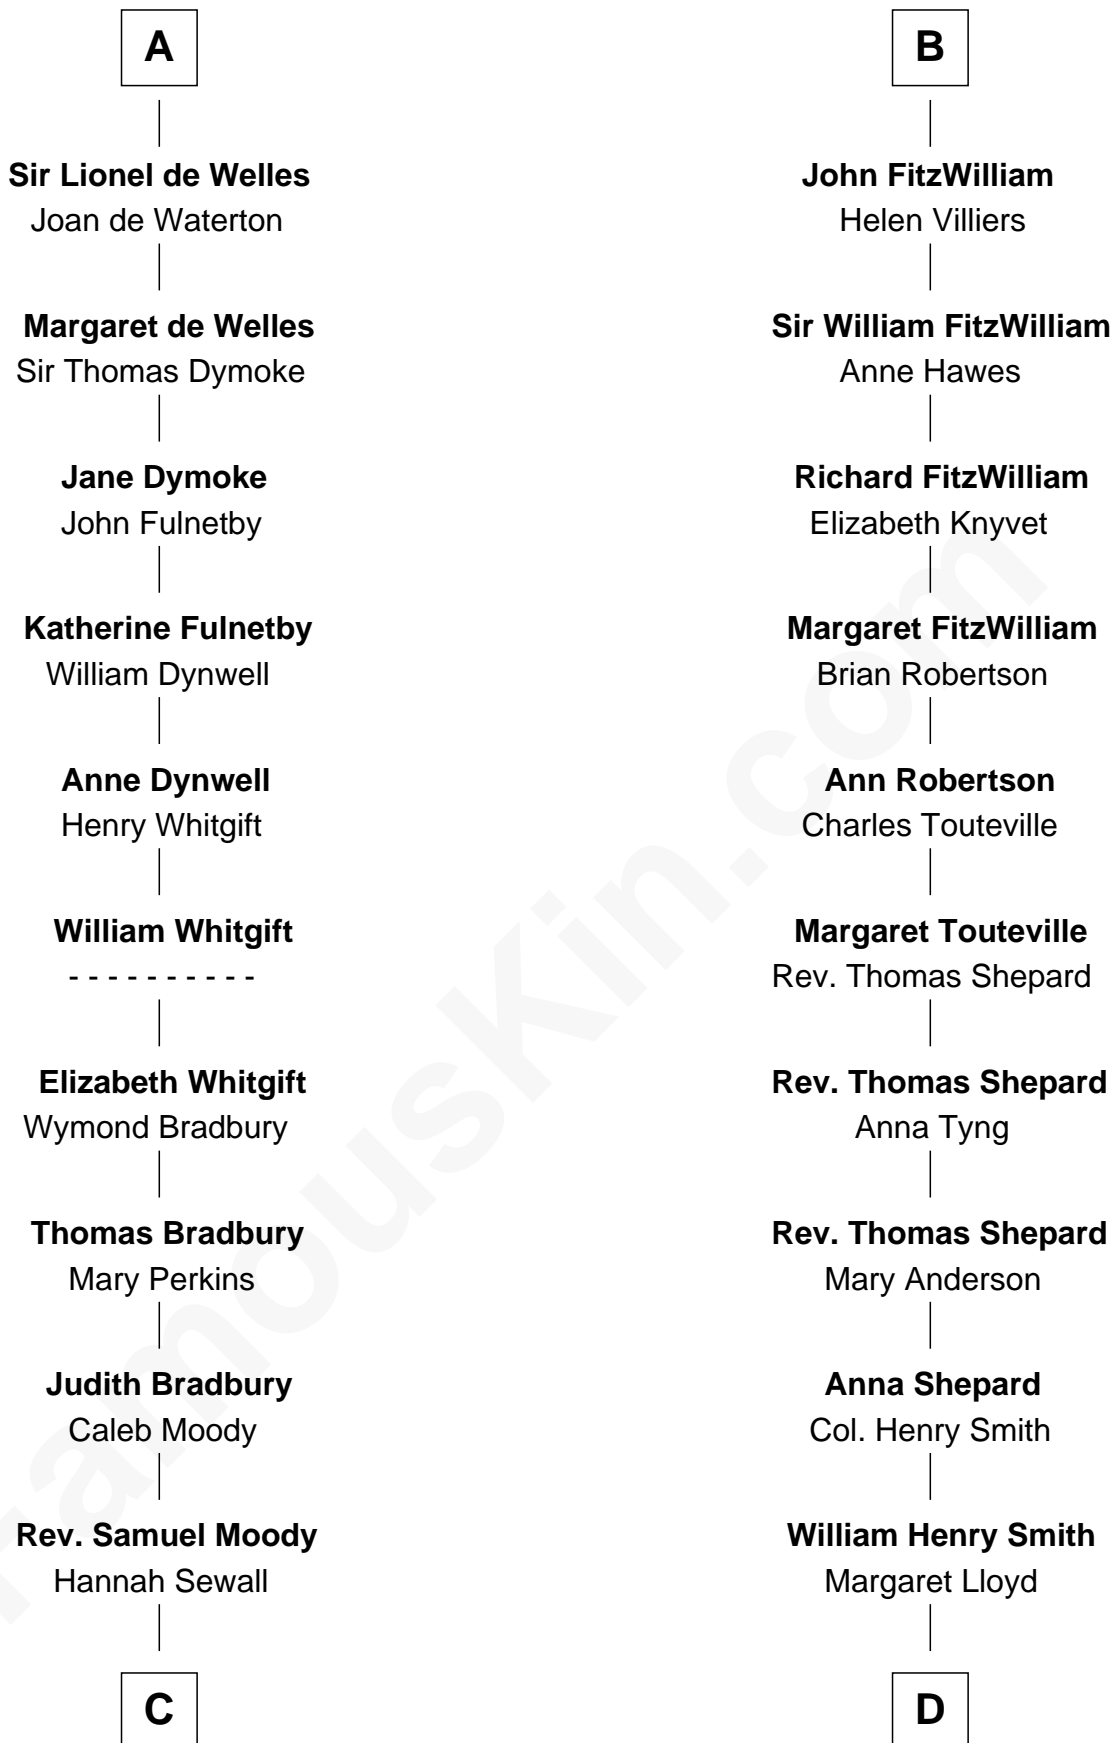 A
Sir Lionel de Welles
Joan de Waterton
Margaret de Welles
Sir Thomas Dymoke
Jane Dymoke
John Fulnetby
Katherine Fulnetby
William Dynwell
Anne Dynwell
Henry Whitgift
William Whitgift
- - - - - - - - - -
Elizabeth Whitgift
Wymond Bradbury
Thomas Bradbury
Mary Perkins
Judith Bradbury
Caleb Moody
Rev. Samuel Moody
Hannah Sewall
C
B
John FitzWilliam
Helen Villiers
Sir William FitzWilliam
Anne Hawes
Richard FitzWilliam
Elizabeth Knyvet
Margaret FitzWilliam
Brian Robertson
Ann Robertson
Charles Touteville
Margaret Touteville
Rev. Thomas Shepard
Rev. Thomas Shepard
Anna Tyng
Rev. Thomas Shepard
Mary Anderson
Anna Shepard
Col. Henry Smith
William Henry Smith
Margaret Lloyd
D
FamousKin.com